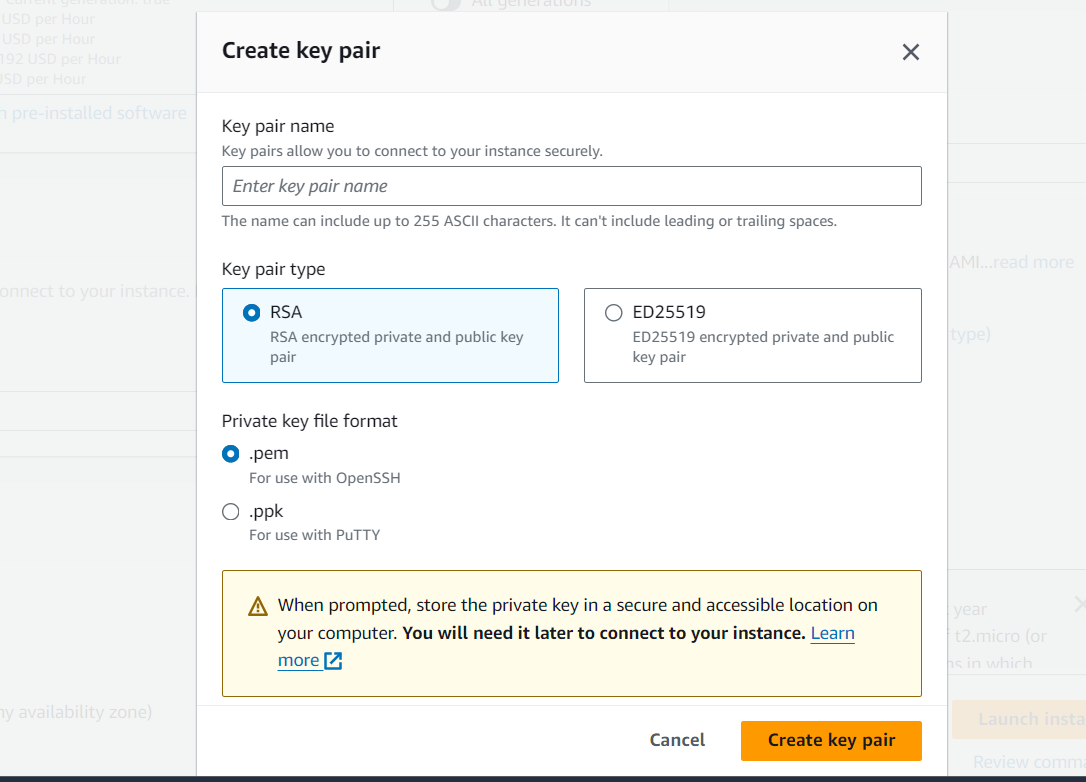 Current generation: true
All generations
USD per Hour
USD per Hour
192 USD per Hour
USD per Hour
pre-installed software
Create key pair
Key pair name
Key pairs allow you to connect to your instance securely.
Enter key pair name
The name can include up to 255 ASCII characters. It can't include leading or trailing spaces.
Key pair type
RSA
RSA encrypted private and public key
pair
ED25519
ED25519 encrypted private and public
key pair
AMI...read more
onnect to your instance.
type)
Private key file format
.pem
For use with OpenSSH
.ppk
For use with PuTTY
When prompted, store the private key in a secure and accessible location on
your computer. You will need it later to connect to your instance. Learn
more
year
t2.micro (or
ns in which
ny availability zone)
Cancel
Create key pair
Launch insta
Review comma